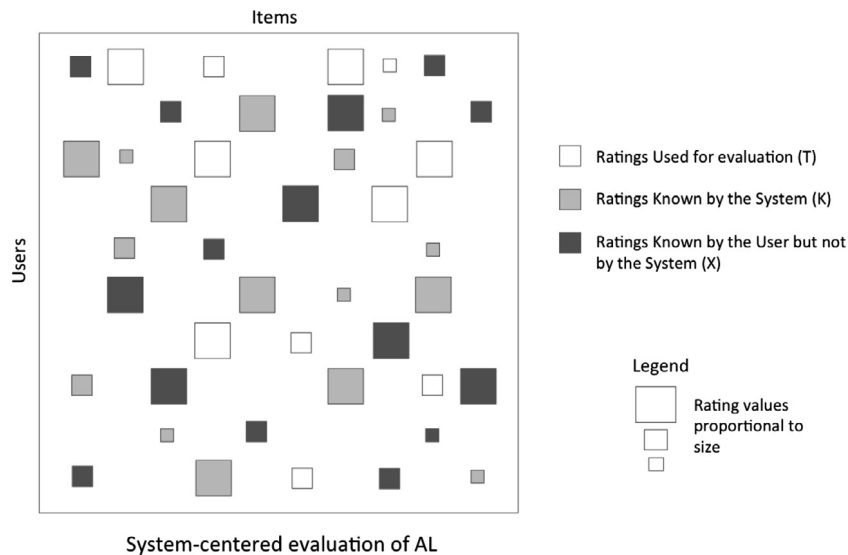 Items
Users
Ratings Used for evaluation (T)
Ratings Known by the System (K)
Ratings Known by the User but not
by the System (X)
Legend
Rating values
proportional to
size
System-centered evaluation of AL